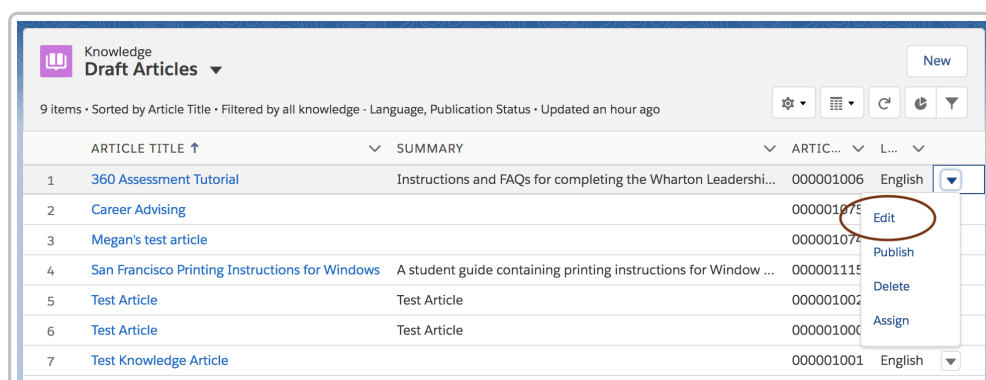 Knowledge
Draft Articles
New
9 items • Sorted by Article Title • Filtered by all knowledge - Language, Publication Status • Updated an hour ago
ARTICLE TITLE ↑ SUMMARY ARTIC... L...
1 360 Assessment Tutorial Instructions and FAQs for completing the Wharton Leadershi... 000001006 English
2 Career Advising 000001075
Edit
3 Megan's test article 000001074
Publish
4 San Francisco Printing Instructions for Windows A student guide containing printing instructions for Window ... 000001115
Delete
5 Test Article Test Article 000001002
Assign
6 Test Article Test Article 000001000
7 Test Knowledge Article 000001001 English